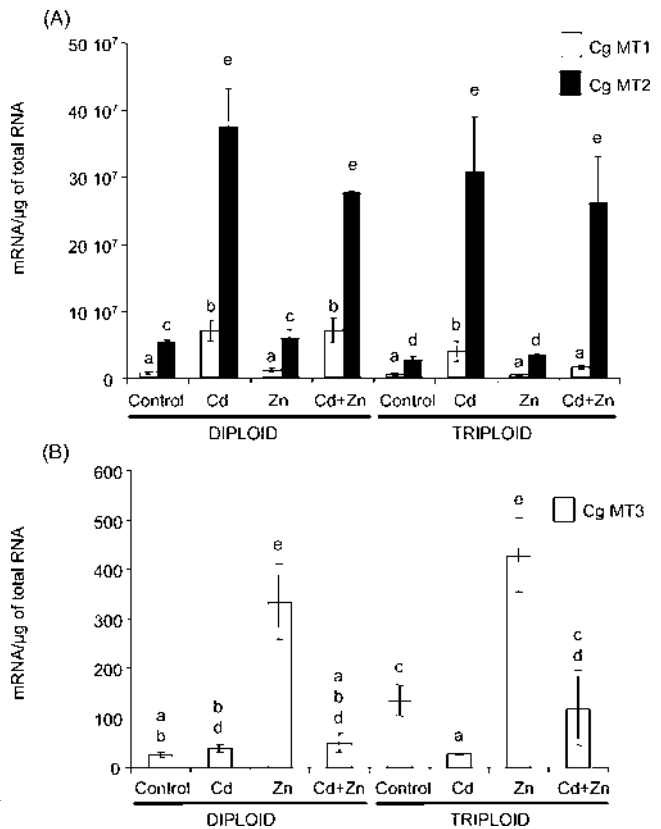 (A)
50 10⁷
40 10⁷
30 10⁷
20 10⁷
10 10⁷
0
mRNA/µg of total RNA
Cg MT1
Cg MT2
a c b e a c b e a d b e a d a e
Control Cd Zn Cd+Zn Control Cd Zn Cd+Zn
DIPLOID TRIPLOID
(B)
600
500
400
300
200
100
0
mRNA/µg of total RNA
Cg MT3
a
b
b
d
e
a
b
d
c
a
e
c
d
Control Cd Zn Cd+Zn Control Cd Zn Cd+Zn
DIPLOID TRIPLOID